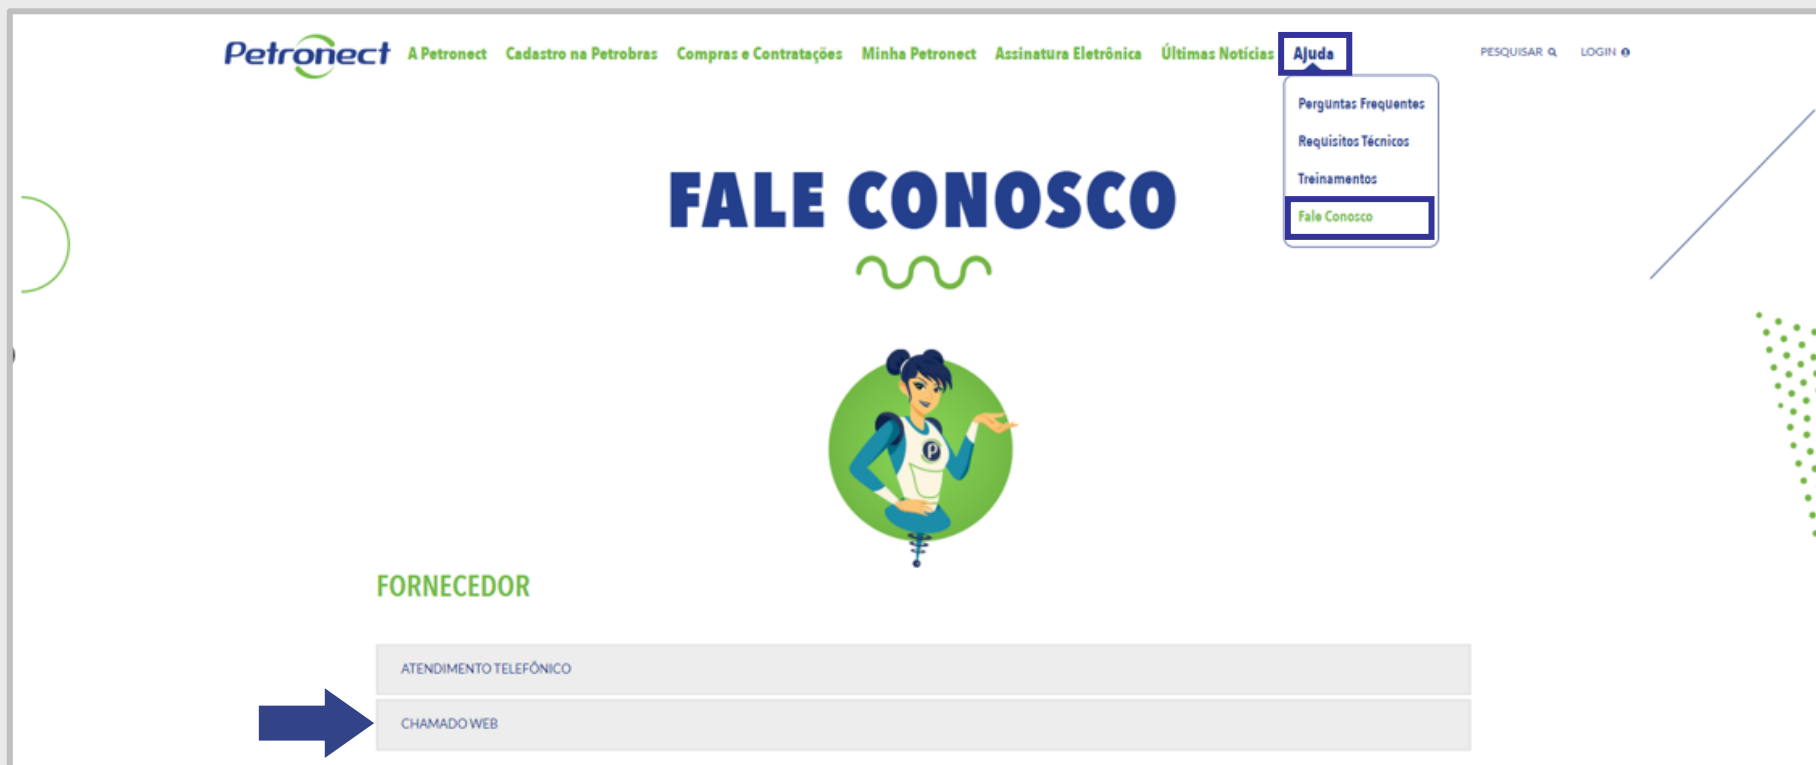 Petronect A Petronect Cadastro na Petrobras Compras e Contratações Minha Petronect Assinatura Eletrônica Últimas Notícias Ajuda PESQUISAR LOGIN
Perguntas Frequentes
Requisitos Técnicos
Treinamentos
Fale Conosco
FALE CONOSCO
P
FORNECEDOR
ATENDIMENTO TELEFÔNICO
CHAMADO WEB